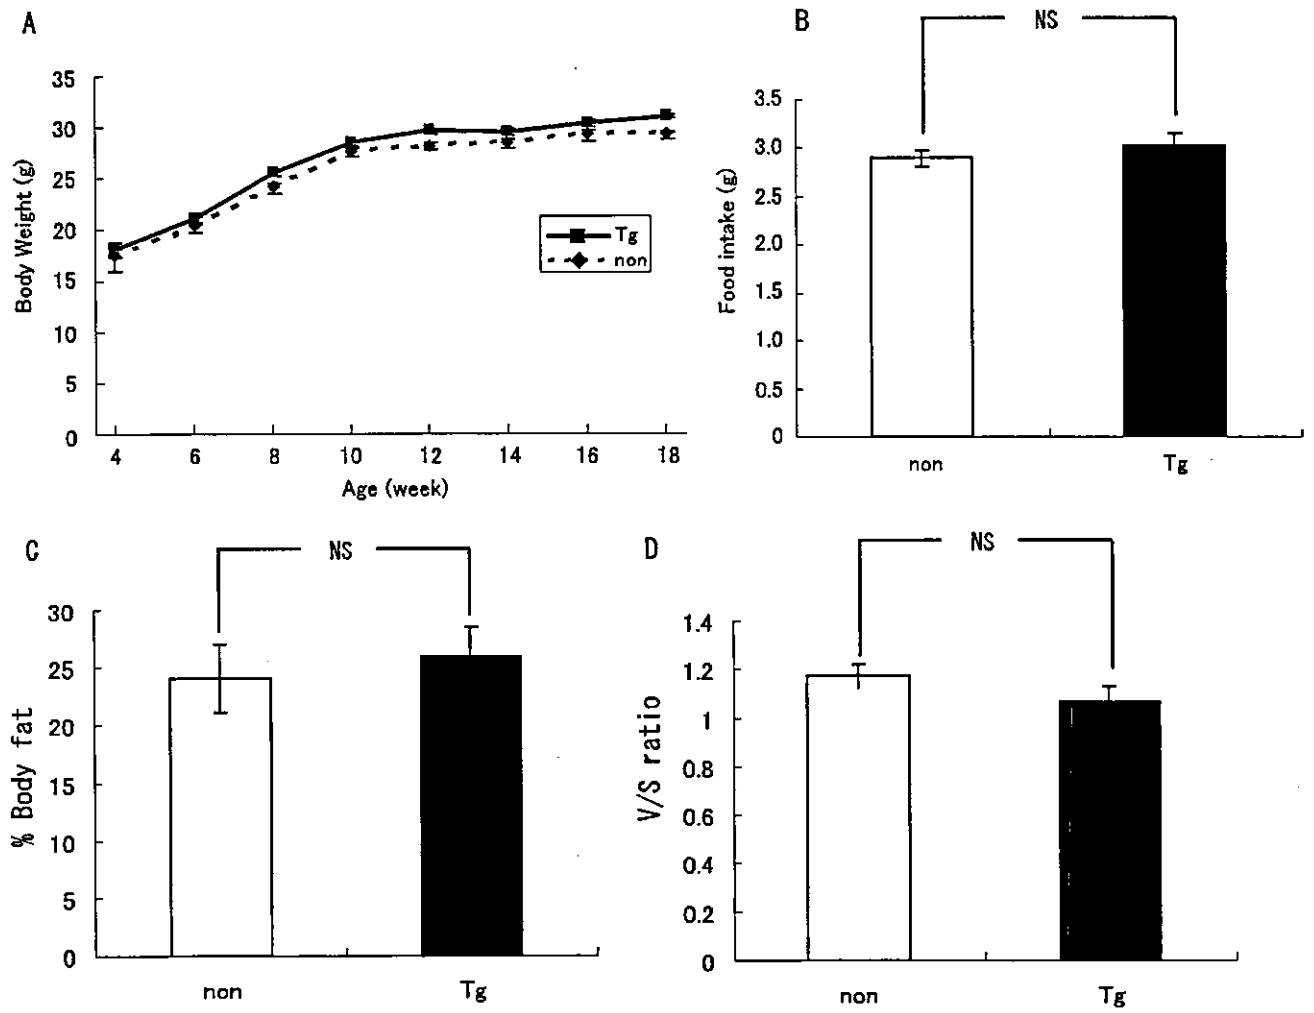 A
Body Weight (g)
35
30
25
20
15
10
5
0
4 6 8 10 12 14 16 18
Age (week)
Tg
non
B
NS
Food intake (g)
3.5
3.0
2.5
2.0
1.5
1.0
0.5
0
non Tg
C
NS
% Body fat
30
25
20
15
10
5
0
non Tg
D
NS
V/S ratio
1.4
1.2
1
0.8
0.6
0.4
0.2
0
non Tg